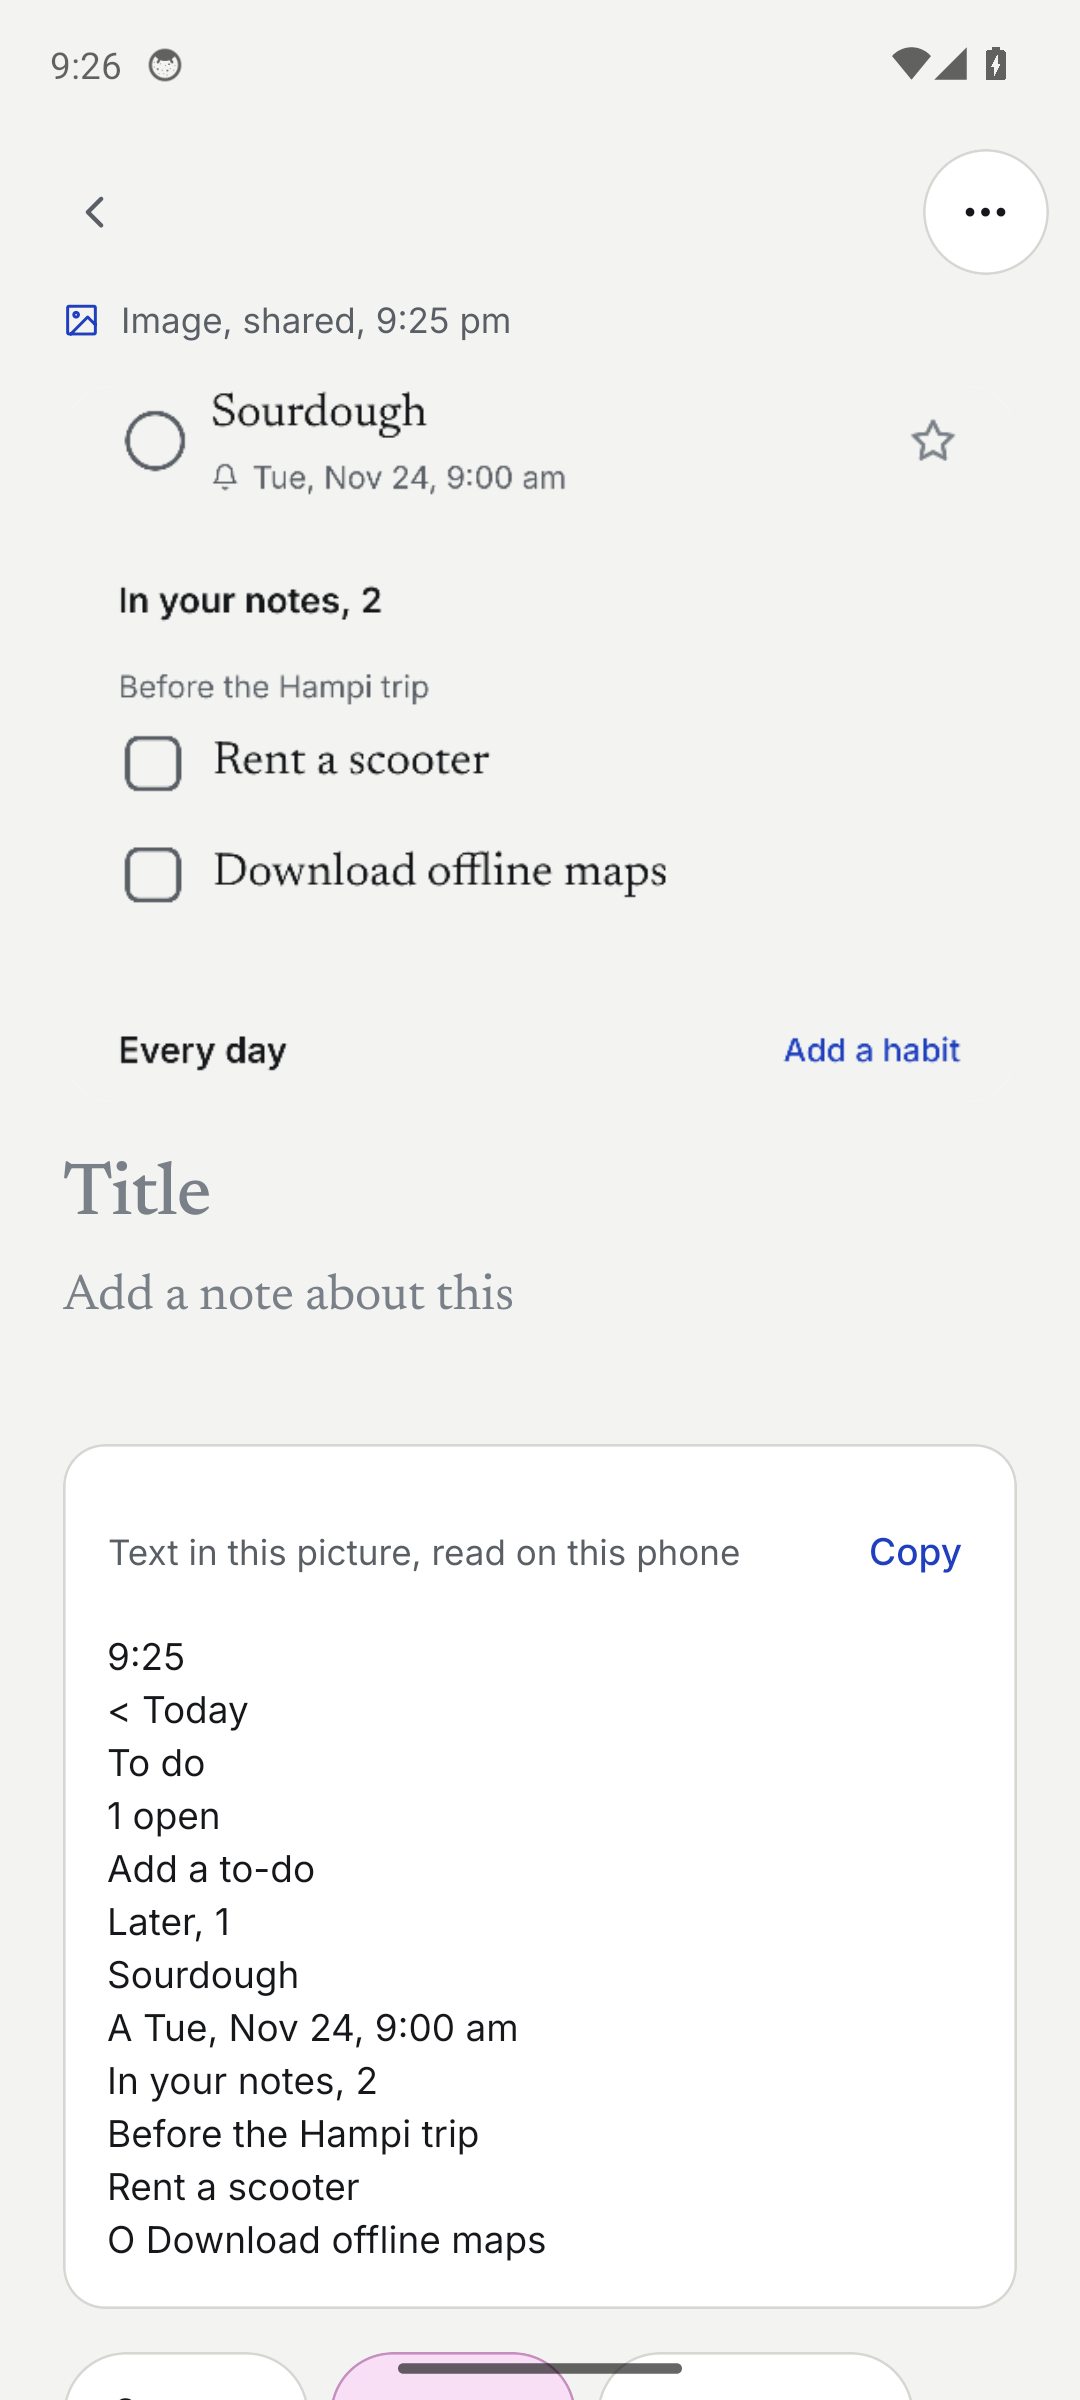 9:26
Image, shared, 9:25 pm
Sourdough
Tue, Nov 24, 9:00 am
In your notes, 2
Before the Hampi trip
Rent a scooter
Download offline maps
Every day
Add a habit
Title
Add a note about this
Text in this picture, read on this phone
Copy
9:25
< Today
To do
1 open
Add a to-do
Later, 1
Sourdough
A Tue, Nov 24, 9:00 am
In your notes, 2
Before the Hampi trip
Rent a scooter
O Download offline maps